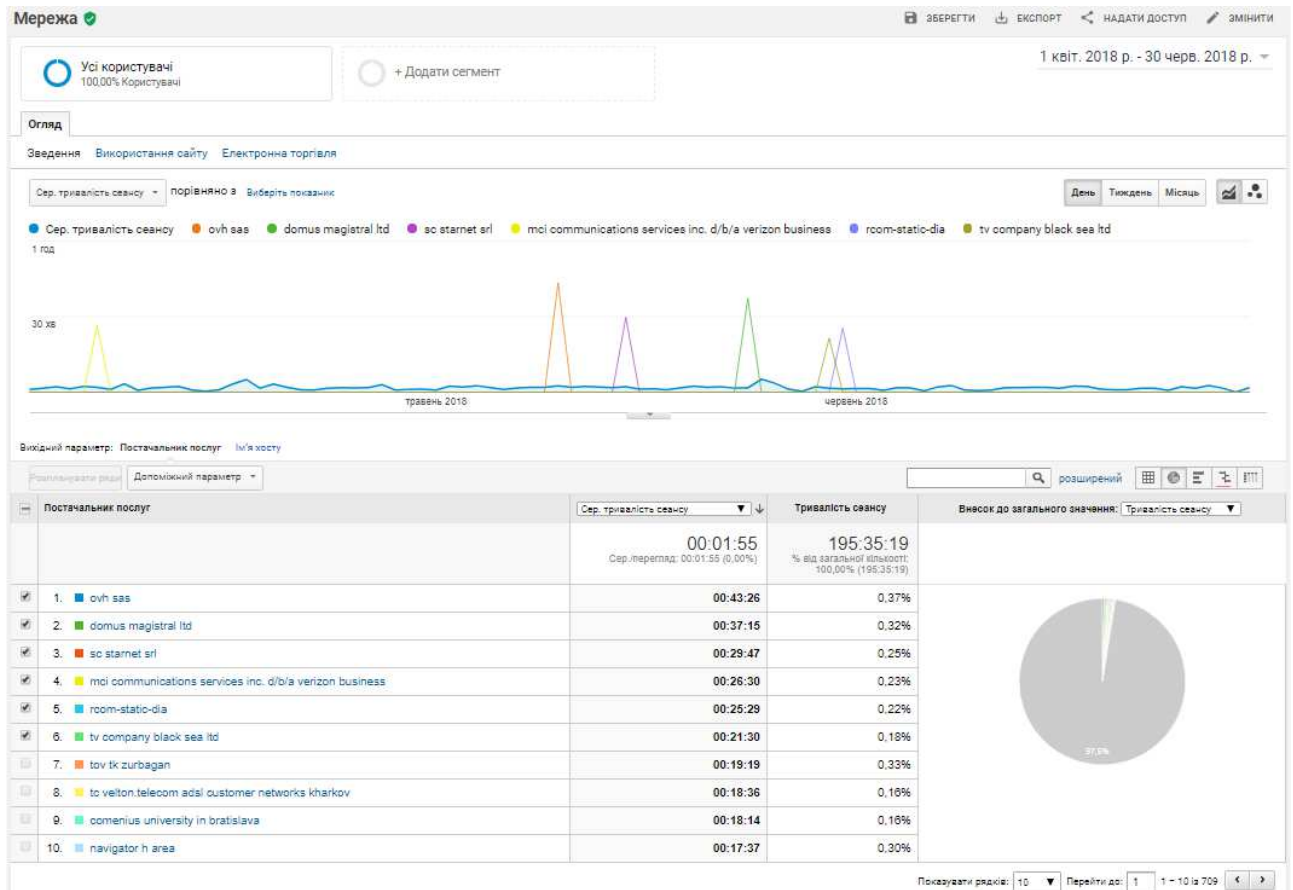 Мережа
ЗБЕРЕГТИ ЕКСПОРТ НАДАТИ ДОСТУП ЗМІНИТИ
Усі користувачі
100,00% Користувачі
+ Додати сегмент
1 квіт. 2018 р. - 30 черв. 2018 р.
Огляд
Зведення Використання сайту Електронна торгівля
Сер. тривалість сеансу порівняно з Виберіть показник
День Тиждень Місяць
Сер. тривалість сеансу ovh sas domus magistral ltd sc starnet srl mci communications services inc. d/b/a verizon business rcom-static-dia tv company black sea ltd
1 год
30 хв
травень 2018 червень 2018
Вихідний параметр: Постачальник послуг Ім'я хосту
Розпланувати ряди Допоміжний параметр
розширений
Постачальник послуг Сер. тривалість сеансу Тривалість сеансу Внесок до загального значення: Тривалість сеансу
00:01:55 195:35:19
Сер./перегляд: 00:01:55 (0,00%) % від загальної кількості:
100,00% (195:35:19)
1. ovh sas 00:43:26 0,37%
2. domus magistral ltd 00:37:15 0,32%
3. sc starnet srl 00:29:47 0,25%
4. mci communications services inc. d/b/a verizon business 00:26:30 0,23%
5. rcom-static-dia 00:25:29 0,22%
6. tv company black sea ltd 00:21:30 0,18%
7. tov tk zurbagan 00:19:19 0,33%
8. to velton.telecom adsl customer networks kharkov 00:18:36 0,16%
9. comenius university in bratislava 00:18:14 0,16%
10. navigator h area 00:17:37 0,30%
97,5%
Показувати рядків: 10 Перейти до: 1 1 – 10 із 709